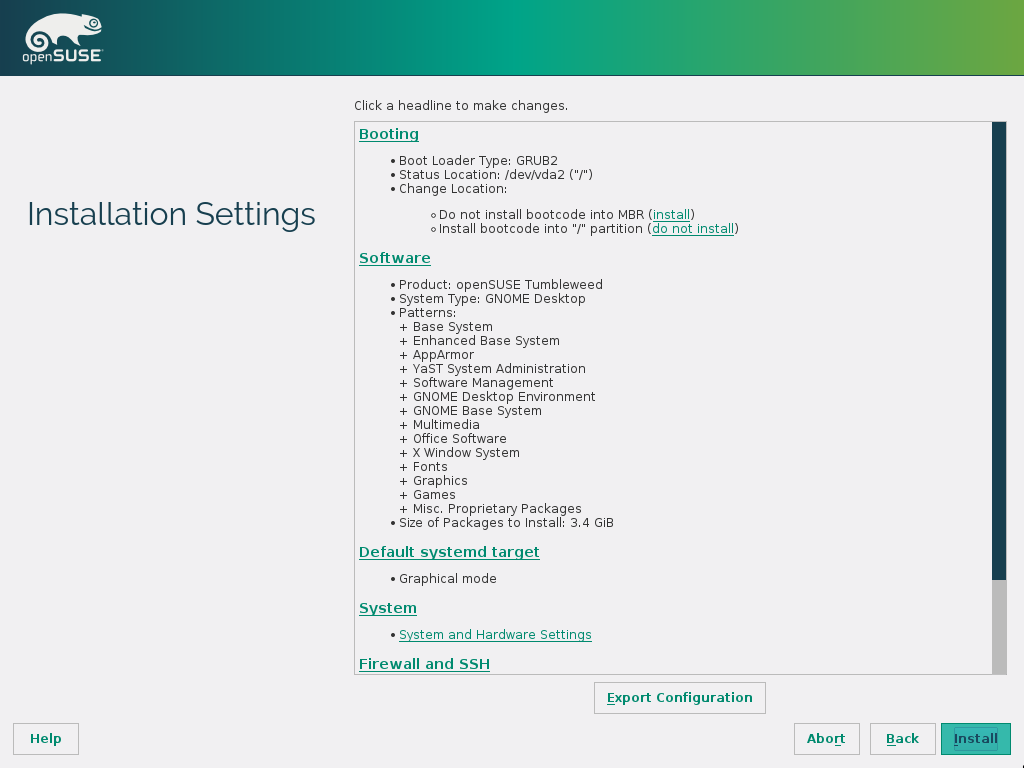 openSUSE
Click a headline to make changes.
Installation Settings
Booting
• Boot Loader Type: GRUB2
• Status Location: /dev/vda2 ("/")
• Change Location:
◦ Do not install bootcode into MBR (install)
◦ Install bootcode into "/" partition (do not install)
Software
• Product: openSUSE Tumbleweed
• System Type: GNOME Desktop
• Patterns:
+ Base System
+ Enhanced Base System
+ AppArmor
+ YaST System Administration
+ Software Management
+ GNOME Desktop Environment
+ GNOME Base System
+ Multimedia
+ Office Software
+ X Window System
+ Fonts
+ Graphics
+ Games
+ Misc. Proprietary Packages
• Size of Packages to Install: 3.4 GiB
Default systemd target
• Graphical mode
System
• System and Hardware Settings
Firewall and SSH
Export Configuration
Help
Abort
Back
Install